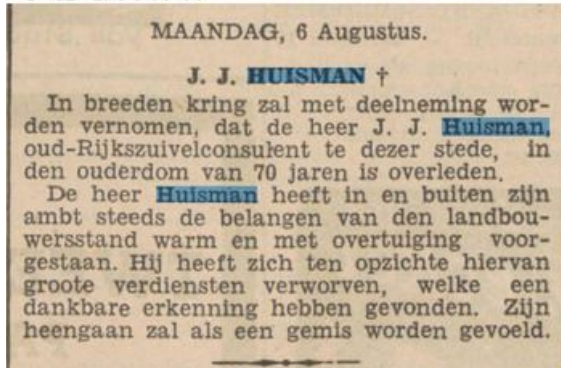 MAANDAG, 6 Augustus.
J. J. HUISMAN †
In breeden kring zal met deelneming wor-
den vernomen, dat de heer J. J. Huisman,
oud-Rijkszuivelconsulent te dezer stede, in
den ouderdom van 70 jaren is overleden.
De heer Huisman heeft in en buiten zijn
ambt steeds de belangen van den landbou-
wersstand warm en met overtuiging voor-
gestaan. Hij heeft zich ten opzichte hiervan
groote verdiensten verworven, welke een
dankbare erkenning hebben gevonden. Zijn
heengaan zal als een gemis worden gevoeld.